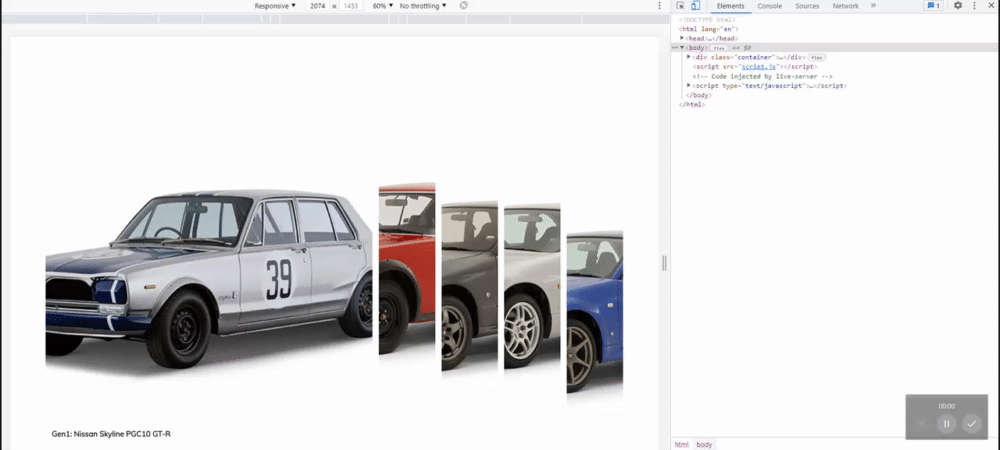 Responsive ▼ 2074 × 1453 60% ▼ No throttling ▼
Elements Console Sources Network » 1
<!DOCTYPE html>
<html lang="en">
▶ <head>…</head>
… ▼ <body> flex == $0
▶ <div class="container">…</div> flex
<script src="script.js"></script>
<!-- Code injected by live-server -->
▶ <script type="text/javascript">…</script>
</body>
</html>
39
00:00
Gen1: Nissan Skyline PGC10 GT-R
html body